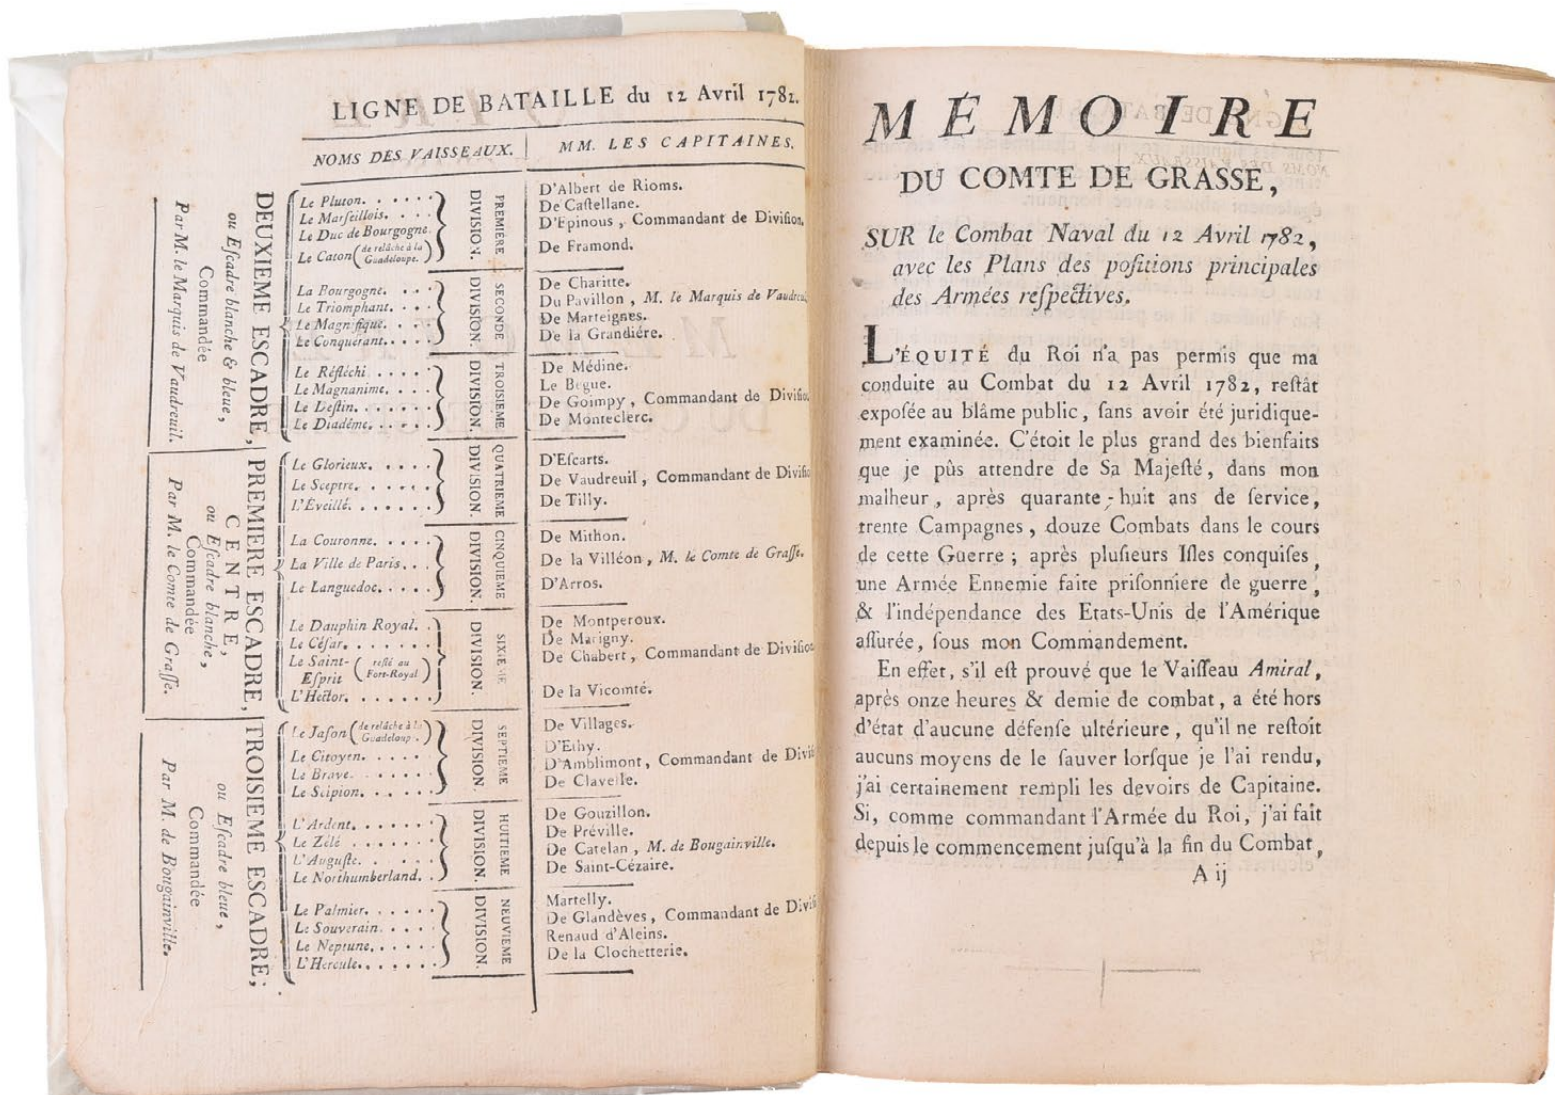 LIGNE DE BATAILLE du 12 Avril 1782.
NOMS DES VAISSEAUX. MM. LES CAPITAINES.
DEUXIEME ESCADRE,
ou Eſcadre blanche & bleue,
Commandée
Par M. le Marquis de Vaudreuil.
PREMIERE DIVISION.
Le Pluton. D'Albert de Rioms.
Le Marſeillois. De Caſtellane.
Le Duc de Bourgogne. D'Epinous, Commandant de Diviſion.
Le Caton (de relâche à la Guadeloupe.) De Framond.
SECONDE DIVISION.
La Bourgogne. De Charitte.
Le Triomphant. Du Pavillon, M. le Marquis de
Le Magnifique. De Marteignes.
Le Conquérant. De la Grandiére.
TROISIEME DIVISION.
Le Réfléchi De Médine.
Le Magnanime. Le Begue.
Le Deſtin. De Goimpy, Commandant de Diviſio
Le Diadême. De Monteclerc.
PREMIERE ESCADRE,
CENTRE,
ou Eſcadre blanche,
Commandée
Par M. le Comte de Graſſe.
QUATRIEME DIVISION.
Le Glorieux. D'Eſcarts.
Le Sceptre. De Vaudreuil, Commandant de Diviſio
L'Éveillé. De Tilly.
CINQUIEME DIVISION.
La Couronne. De Mithon.
La Ville de Paris. De la Villéon, M. le Comte de Graſſe.
Le Languedoc. D'Arros.
SIXIEME DIVISION.
Le Dauphin Royal. De Montperoux.
Le Céſar. De Marigny.
Le Saint-Eſprit (reſté au Fort-Royal) De Chabert, Commandant de Diviſion
L'Hector. De la Vicomté.
TROISIEME ESCADRE,
ou Eſcadre bleue,
Commandée
Par M. de Bougainville.
SEPTIEME DIVISION.
Le Jaſon (de relâche à la Guadeloup.) De Villages.
Le Citoyen. D'Ethy.
Le Brave. D'Amblimont, Commandant de Divi
Le Scipion. De Clavelle.
HUITIEME DIVISION.
L'Ardent. De Gouzillon.
Le Zélé De Préville.
L'Auguſte. De Catelan, M. de Bougainville.
Le Northumberland. De Saint-Cézaire.
NEUVIEME DIVISION.
Le Palmier. Martelly.
Le Souverain. De Glandèves, Commandant de Divi
Le Neptune. Renaud d'Aleins.
L'Hercule. De la Clochetterie.
MÉMOIRE
DU COMTE DE GRASSE,
SUR le Combat Naval du 12 Avril 1782,
avec les Plans des poſitions principales
des Armées reſpectives.
L'ÉQUITÉ du Roi n'a pas permis que ma
conduite au Combat du 12 Avril 1782, reſtât
expoſée au blâme public, ſans avoir été juridique-
ment examinée. C'étoit le plus grand des bienfaits
que je pûs attendre de Sa Majeſté, dans mon
malheur, après quarante-huit ans de ſervice,
trente Campagnes, douze Combats dans le cours
de cette Guerre; après pluſieurs Iſles conquiſes,
une Armée Ennemie faite priſonniere de guerre,
& l'indépendance des Etats-Unis de l'Amérique
aſſurée, ſous mon Commandement.
En effet, s'il eſt prouvé que le Vaiſſeau Amiral,
après onze heures & demie de combat, a été hors
d'état d'aucune défenſe ultérieure, qu'il ne reſtoit
aucuns moyens de le ſauver lorſque je l'ai rendu,
j'ai certainement rempli les devoirs de Capitaine.
Si, comme commandant l'Armée du Roi, j'ai fait
depuis le commencement juſqu'à la fin du Combat,
A ij